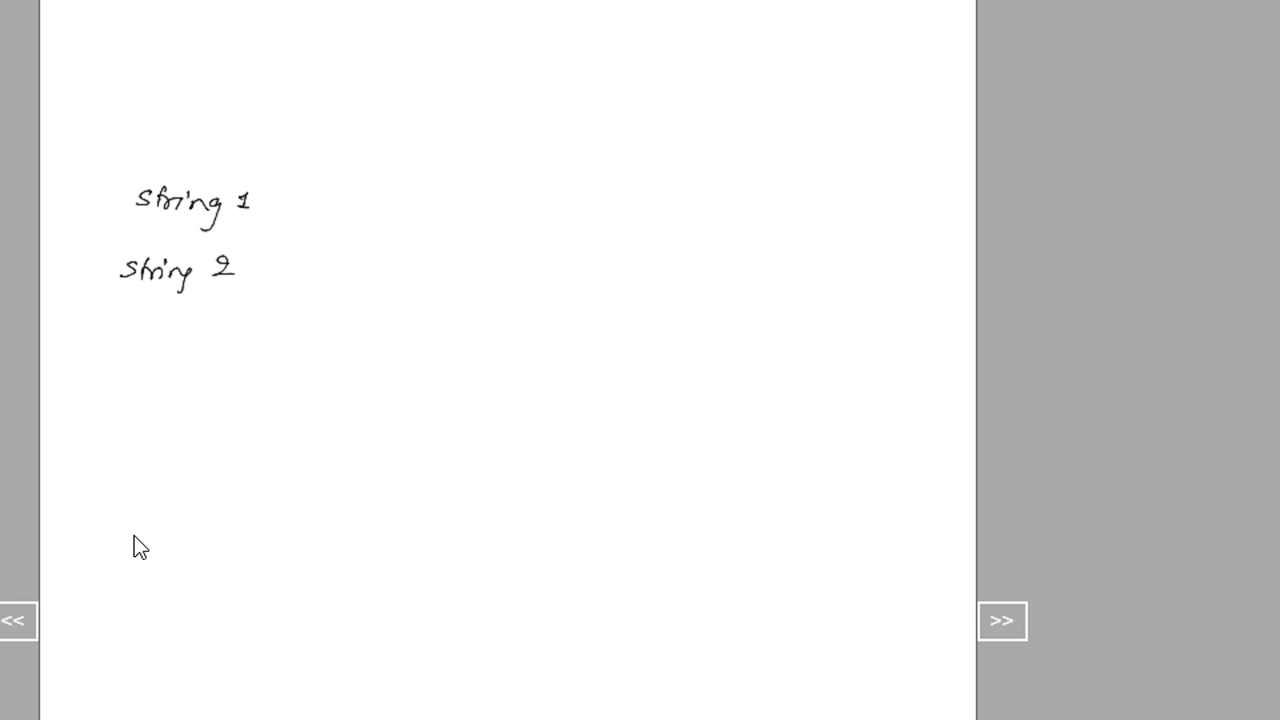 string 1
string 2
<< >>